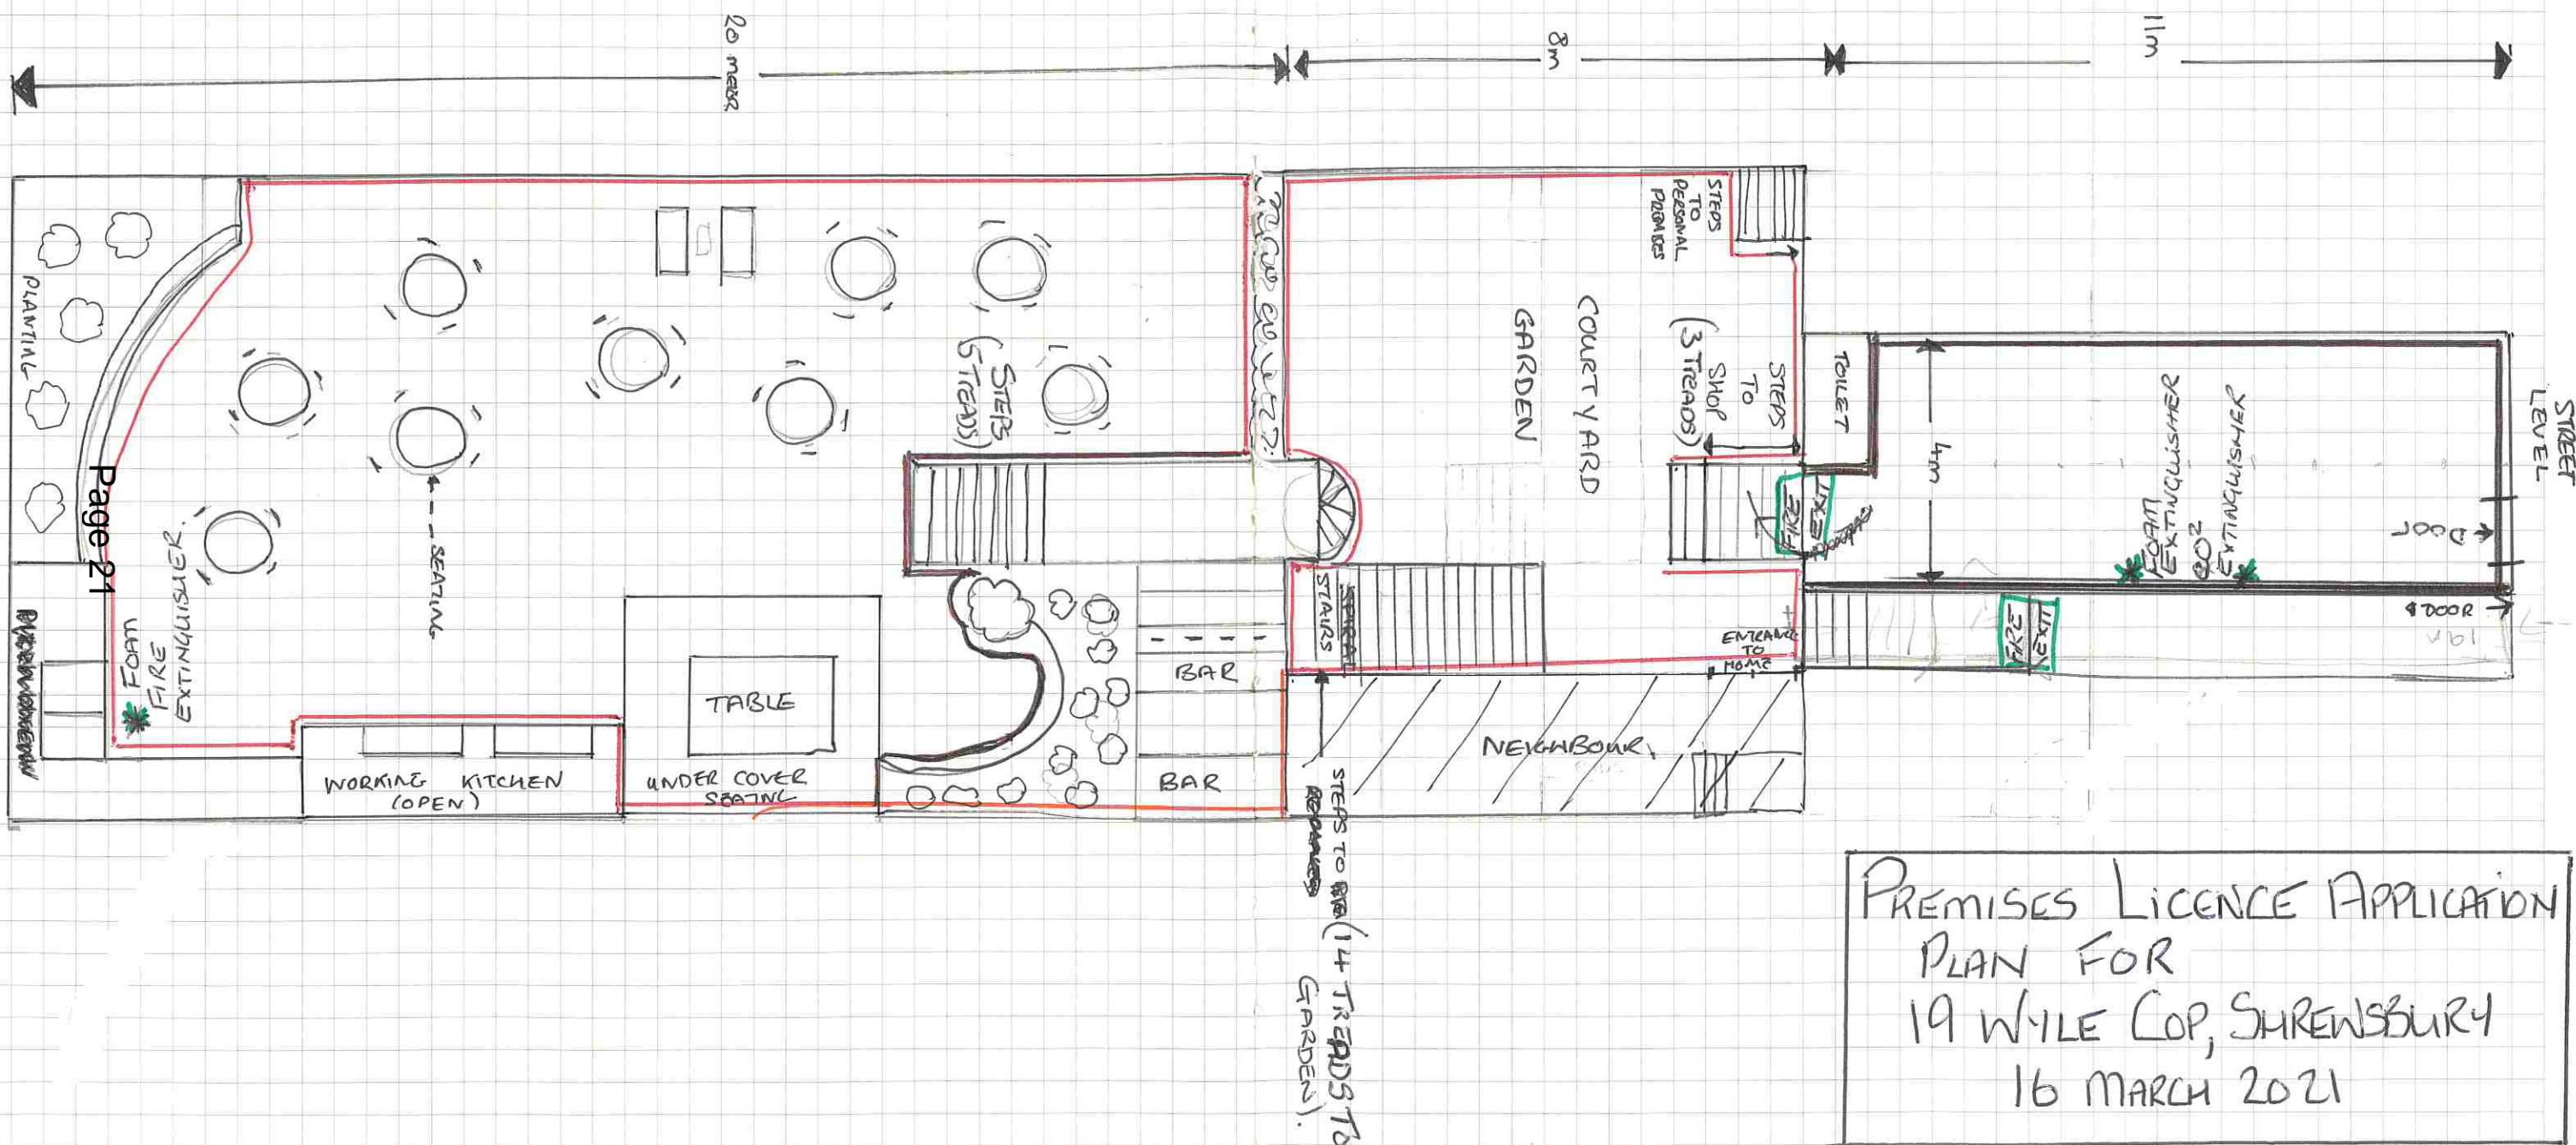 20 METERS
8m
11m
STEPS
TO
PERSONAL
PREMISES
COURTYARD
GARDEN
STEPS
TO
SHOP
(3 TREADS)
TOILET
4m
FOAM
EXTINGUISHER
CO²
EXTINGUISHER
STREET
LEVEL
DOOR
DOOR
FIRE
EXIT
FIRE
EXIT
PLANTING
Page 21
SEATING
STEPS
(5 TREADS)
FOAM
FIRE
EXTINGUISHER.
WORKING KITCHEN
(OPEN)
TABLE
UNDER COVER
SEATING
BAR
BAR
SPIRAL
STAIRS
ENTRANCE
TO
HOME
NEIGHBOUR
STEPS TO (14 TREADS TO
GARDEN).
PREMISES LICENCE APPLICATION
PLAN FOR
19 WYLE COP, SHREWSBURY
16 MARCH 2021